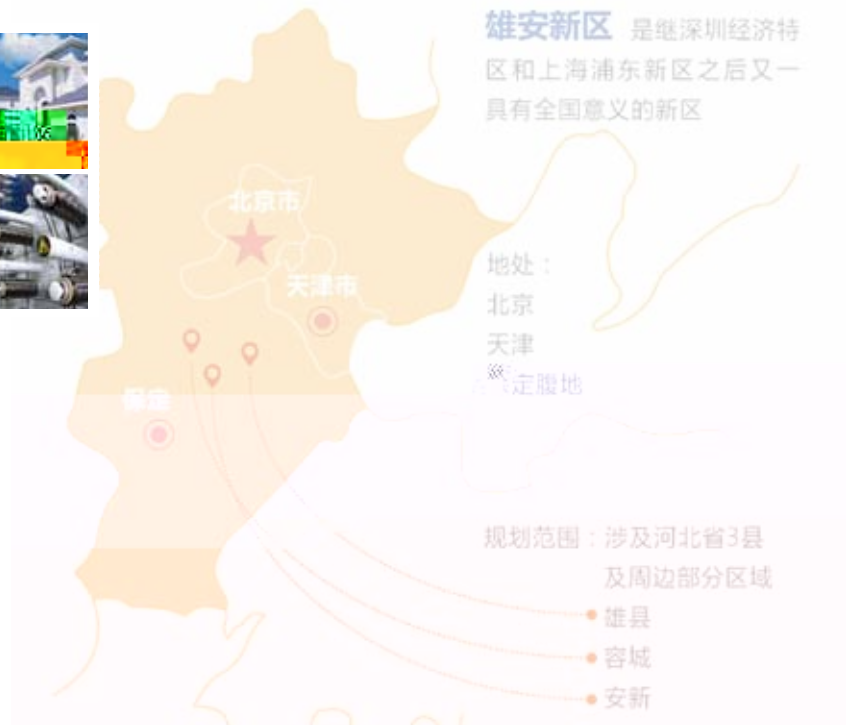 雄安新区 是继深圳经济特
区和上海浦东新区之后又一
具有全国意义的新区
北京市
天津市
地处：
北京
天津
定腹地
规划范围：涉及河北省3县
及周边部分区域
雄县
容城
安新